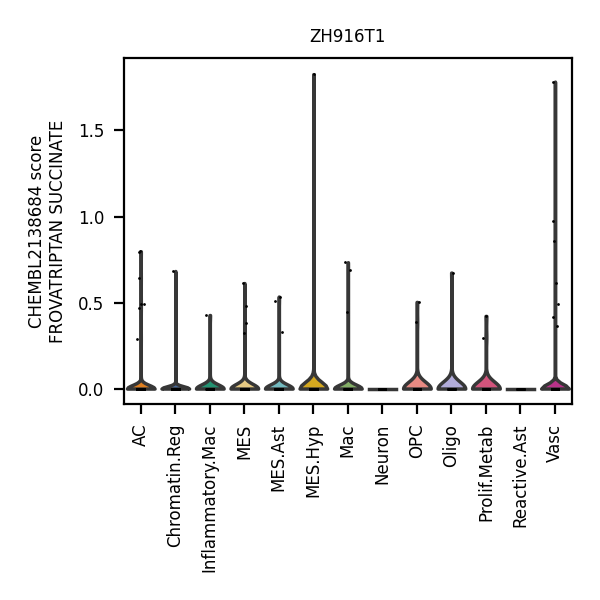 ZH916T1
CHEMBL2138684 score
FROVATRIPTAN SUCCINATE
1.5
1.0
0.5
0.0
AC
Chromatin.Reg
Inflammatory.Mac
MES
MES.Ast
MES.Hyp
Mac
Neuron
OPC
Oligo
Prolif.Metab
Reactive.Ast
Vasc